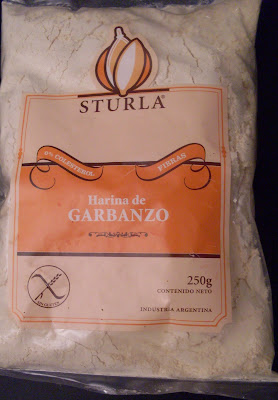 STURLA®
0% COLESTEROL
FIBRAS
Harina de
GARBANZO
250g
CONTENIDO NETO
INDUSTRIA ARGENTINA